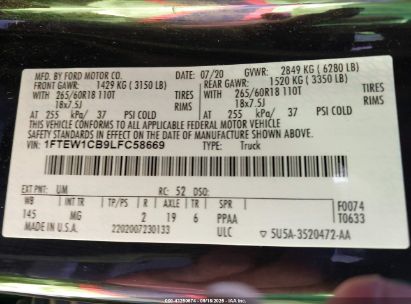 MFD. BY FORD MOTOR CO. 07/20 GVWR: 2849 KG ( 6280 LB)
FRONT GAWR: 1429 KG ( 3150 LB) REAR GAWR: 1520 KG ( 3350 LB)
WITH 265/60R18 110T TIRES WITH 265/60R18 110T TIRES
18x7.5J RIMS 18x7.5J RIMS
AT 255 kPa/ 37 PSI COLD AT 255 kPa/ 37 PSI COLD
THIS VEHICLE CONFORMS TO ALL APPLICABLE FEDERAL MOTOR VEHICLE SAFETY
STANDARDS IN EFFECT ON THE DATE OF MANUFACTURE SHOWN ABOVE.
VIN: 1FTEW1CB9LFC58669 TYPE: Truck
EXT PNT: UM RC: 52 DSO:
WB INT TR TP/PS R AXLE TR SPR F0074
145 MG 2 19 6 PPAA T0633
MADE IN U.S.A. 2202007230133 ULC 5U5A-3520472-AA